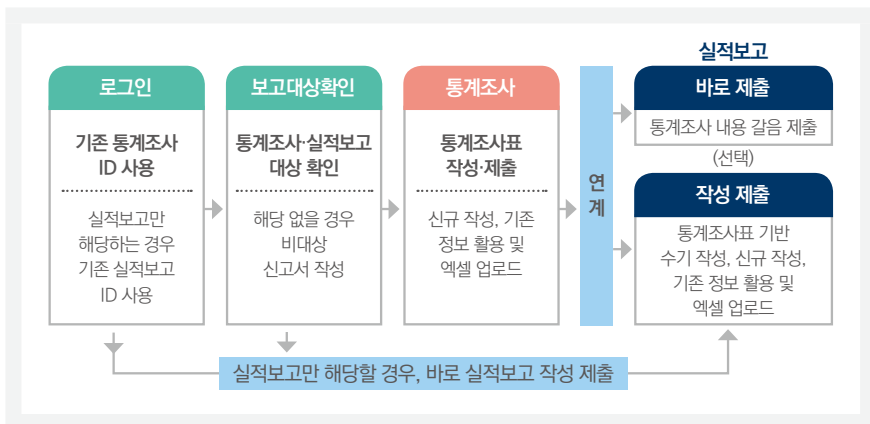 로그인
기존 통계조사
ID 사용
실적보고만
해당하는 경우
기존 실적보고
ID 사용
보고대상확인
통계조사·실적보고
대상 확인
해당 없을 경우
비대상
신고서 작성
통계조사
통계조사표
작성·제출
신규 작성, 기존
정보 활용 및
엑셀 업로드
연
계
실적보고
바로 제출
통계조사 내용 갈음 제출
(선택)
작성 제출
통계조사표 기반
수기 작성, 신규 작성,
기존 정보 활용 및
엑셀 업로드
실적보고만 해당할 경우, 바로 실적보고 작성 제출